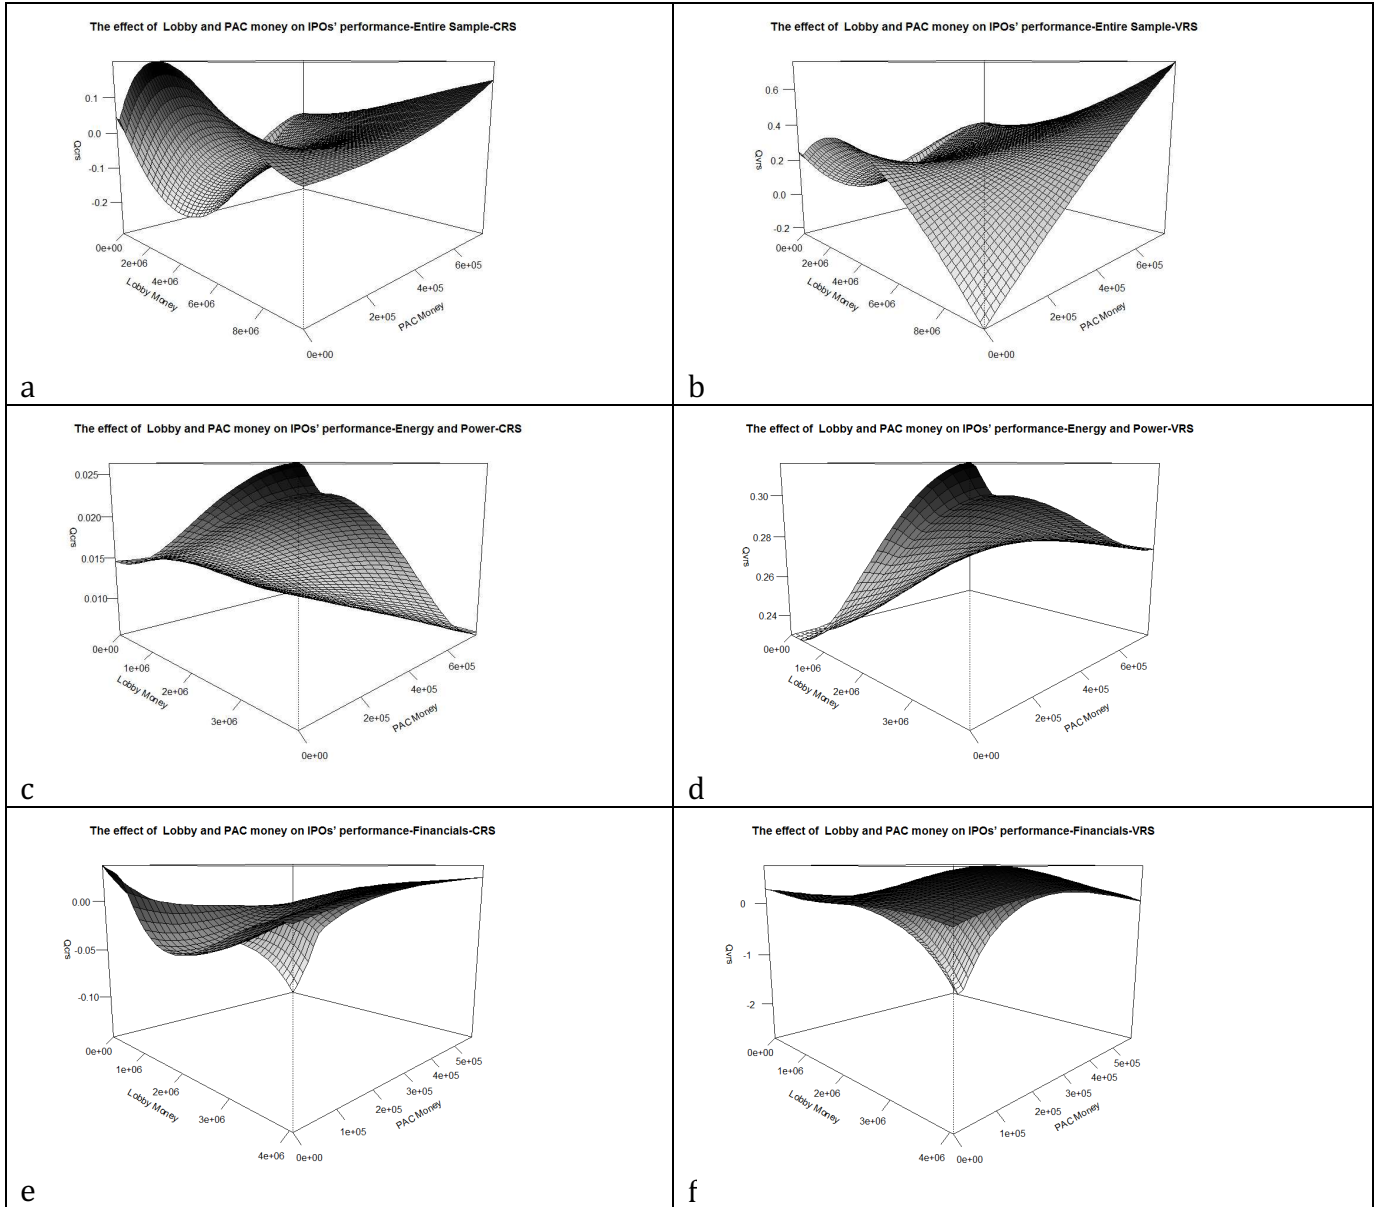 The effect of Lobby and PAC money on IPOs' performance-Entire Sample-CRS
0.1
0.0
-0.1
-0.2
Qcrs
0e+00
2e+06
4e+06
6e+06
8e+06
Lobby Money
0e+00
2e+05
4e+05
6e+05
PAC Money
a
The effect of Lobby and PAC money on IPOs' performance-Entire Sample-VRS
0.6
0.4
0.2
0.0
-0.2
Qvrs
0e+00
2e+06
4e+06
6e+06
8e+06
Lobby Money
0e+00
2e+05
4e+05
6e+05
PAC Money
b
The effect of Lobby and PAC money on IPOs' performance-Energy and Power-CRS
0.025
0.020
0.015
0.010
Qcrs
0e+00
1e+06
2e+06
3e+06
Lobby Money
0e+00
2e+05
4e+05
6e+05
PAC Money
c
The effect of Lobby and PAC money on IPOs' performance-Energy and Power-VRS
0.30
0.28
0.26
0.24
Qvrs
0e+00
1e+06
2e+06
3e+06
Lobby Money
0e+00
2e+05
4e+05
6e+05
PAC Money
d
The effect of Lobby and PAC money on IPOs' performance-Financials-CRS
0.00
-0.05
-0.10
Qcrs
0e+00
1e+06
2e+06
3e+06
4e+06
Lobby Money
0e+00
1e+05
2e+05
3e+05
4e+05
5e+05
PAC Money
e
The effect of Lobby and PAC money on IPOs' performance-Financials-VRS
0
-1
-2
Qvrs
0e+00
1e+06
2e+06
3e+06
4e+06
Lobby Money
0e+00
1e+05
2e+05
3e+05
4e+05
5e+05
PAC Money
f